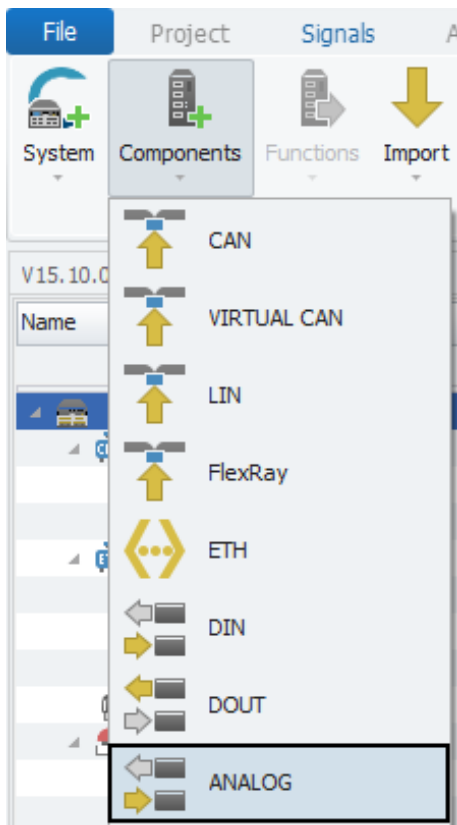 File Project Signals
System Components Functions Import
CAN
V15.10.0
VIRTUAL CAN
Name
LIN
FlexRay
ETH
DIN
DOUT
ANALOG